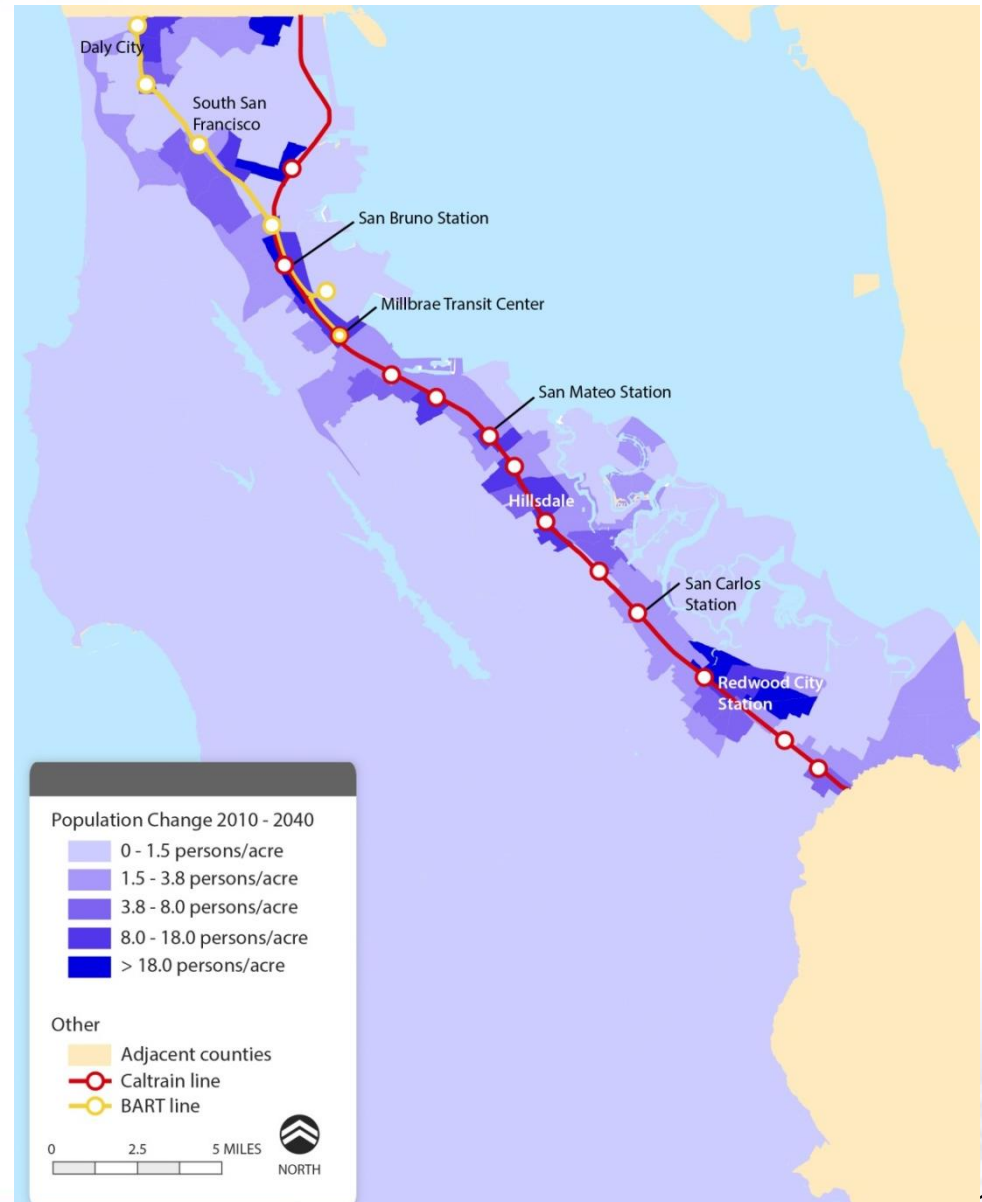 Daly City
South San
Francisco
San Bruno Station
Millbrae Transit Center
San Mateo Station
Hillsdale
San Carlos
Station
Redwood City
Station
Population Change 2010 - 2040
0 - 1.5 persons/acre
1.5 - 3.8 persons/acre
3.8 - 8.0 persons/acre
8.0 - 18.0 persons/acre
> 18.0 persons/acre
Other
Adjacent counties
Caltrain line
BART line
0 2.5 5 MILES
NORTH